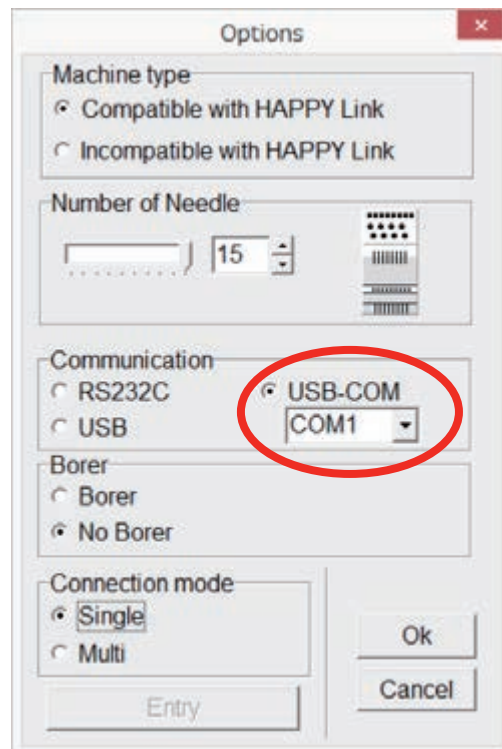 Options
Machine type
Compatible with HAPPY Link
Incompatible with HAPPY Link
Number of Needle
15
Communication
RS232C
USB-COM
USB
COM1
Borer
Borer
No Borer
Connection mode
Single
Multi
Ok
Cancel
Entry